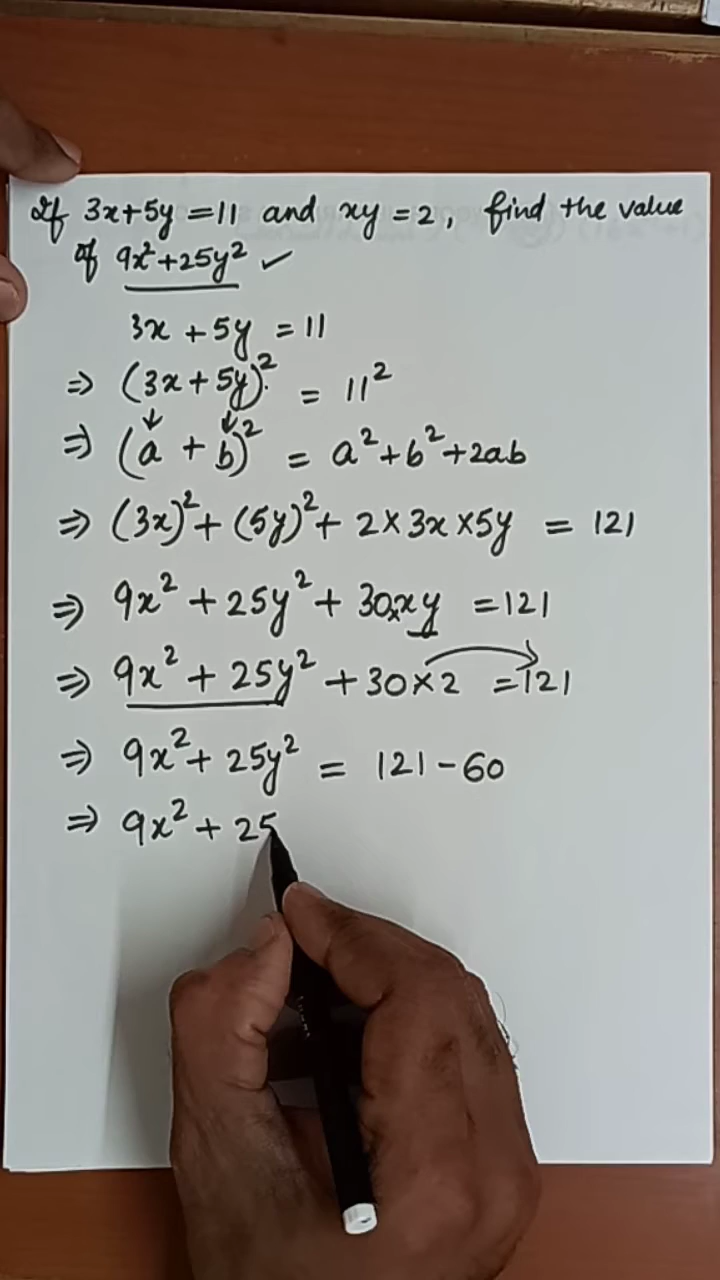 If 3x+5y =11 and xy =2, find the value
of 9x²+25y² ✓
3x +5y =11
⇒ (3x+5y)² = 11²
⇒ (a + b)² = a²+b²+2ab
⇒ (3x)²+(5y)²+ 2×3x×5y = 121
⇒ 9x²+25y²+30×xy =121
⇒ 9x²+25y²+30×2 =121
⇒ 9x²+25y² = 121-60
⇒ 9x²+25